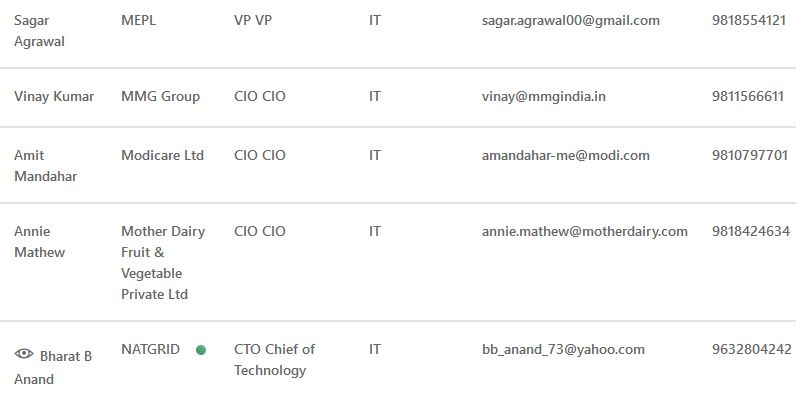 Sagar Agrawal MEPL VP VP IT sagar.agrawal00@gmail.com 9818554121
Vinay Kumar MMG Group CIO CIO IT vinay@mmgindia.in 9811566611
Amit Mandahar Modicare Ltd CIO CIO IT amandahar-me@modi.com 9810797701
Annie Mathew Mother Dairy Fruit & Vegetable Private Ltd CIO CIO IT annie.mathew@motherdairy.com 9818424634
Bharat B Anand NATGRID CTO Chief of Technology IT bb_anand_73@yahoo.com 9632804242